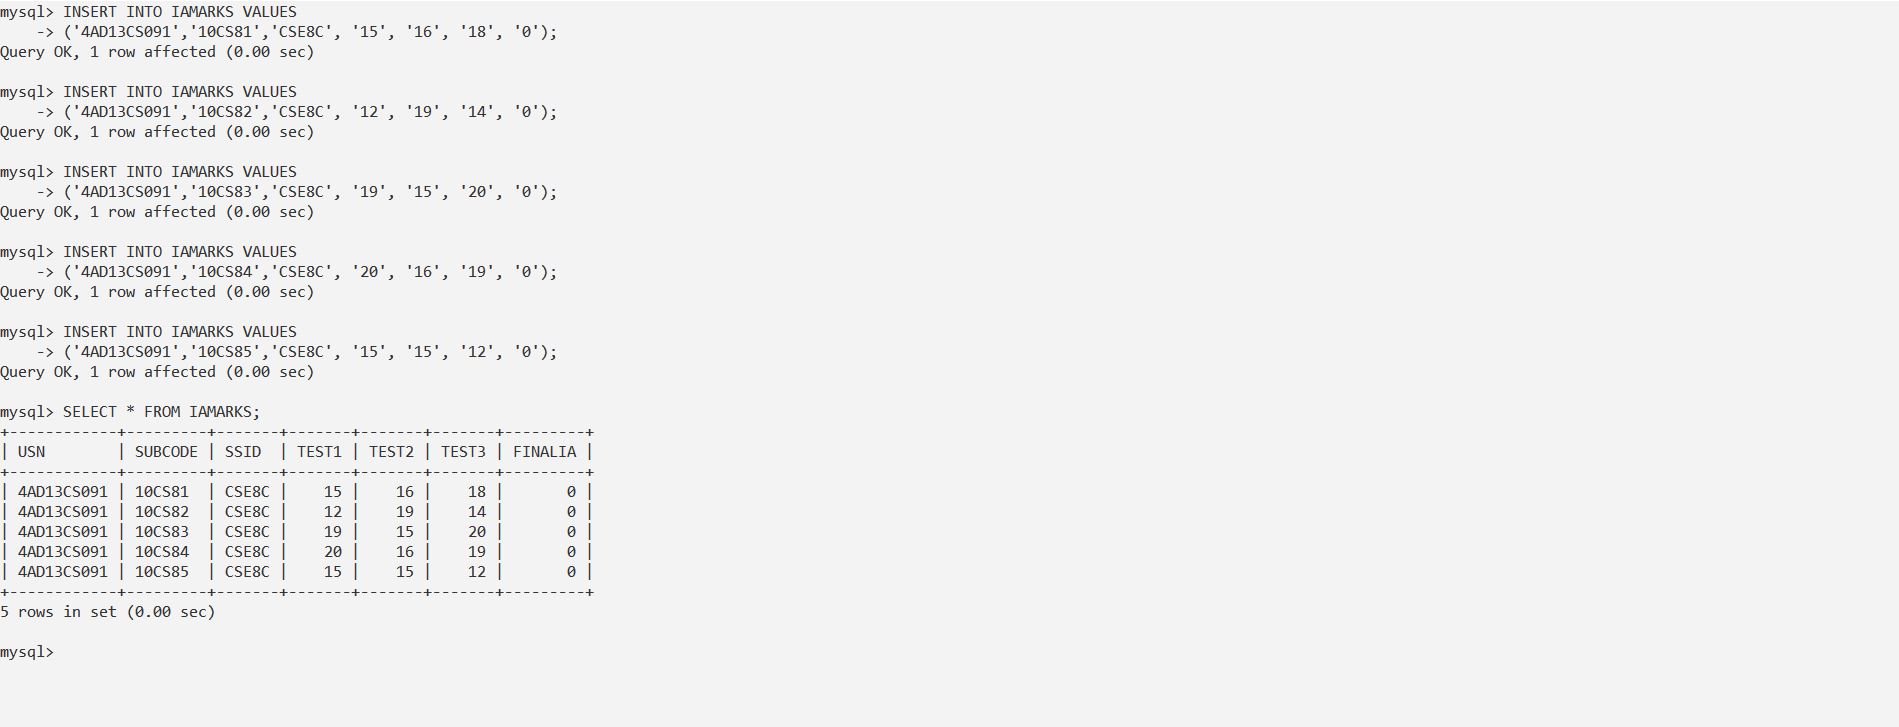 mysql> INSERT INTO IAMARKS VALUES
    -> ('4AD13CS091','10CS81','CSE8C', '15', '16', '18', '0');
Query OK, 1 row affected (0.00 sec)

mysql> INSERT INTO IAMARKS VALUES
    -> ('4AD13CS091','10CS82','CSE8C', '12', '19', '14', '0');
Query OK, 1 row affected (0.00 sec)

mysql> INSERT INTO IAMARKS VALUES
    -> ('4AD13CS091','10CS83','CSE8C', '19', '15', '20', '0');
Query OK, 1 row affected (0.00 sec)

mysql> INSERT INTO IAMARKS VALUES
    -> ('4AD13CS091','10CS84','CSE8C', '20', '16', '19', '0');
Query OK, 1 row affected (0.00 sec)

mysql> INSERT INTO IAMARKS VALUES
    -> ('4AD13CS091','10CS85','CSE8C', '15', '15', '12', '0');
Query OK, 1 row affected (0.00 sec)

mysql> SELECT * FROM IAMARKS;
+------------+---------+-------+-------+-------+-------+---------+
| USN        | SUBCODE | SSID  | TEST1 | TEST2 | TEST3 | FINALIA |
+------------+---------+-------+-------+-------+-------+---------+
| 4AD13CS091 | 10CS81  | CSE8C |    15 |    16 |    18 |       0 |
| 4AD13CS091 | 10CS82  | CSE8C |    12 |    19 |    14 |       0 |
| 4AD13CS091 | 10CS83  | CSE8C |    19 |    15 |    20 |       0 |
| 4AD13CS091 | 10CS84  | CSE8C |    20 |    16 |    19 |       0 |
| 4AD13CS091 | 10CS85  | CSE8C |    15 |    15 |    12 |       0 |
+------------+---------+-------+-------+-------+-------+---------+
5 rows in set (0.00 sec)

mysql>